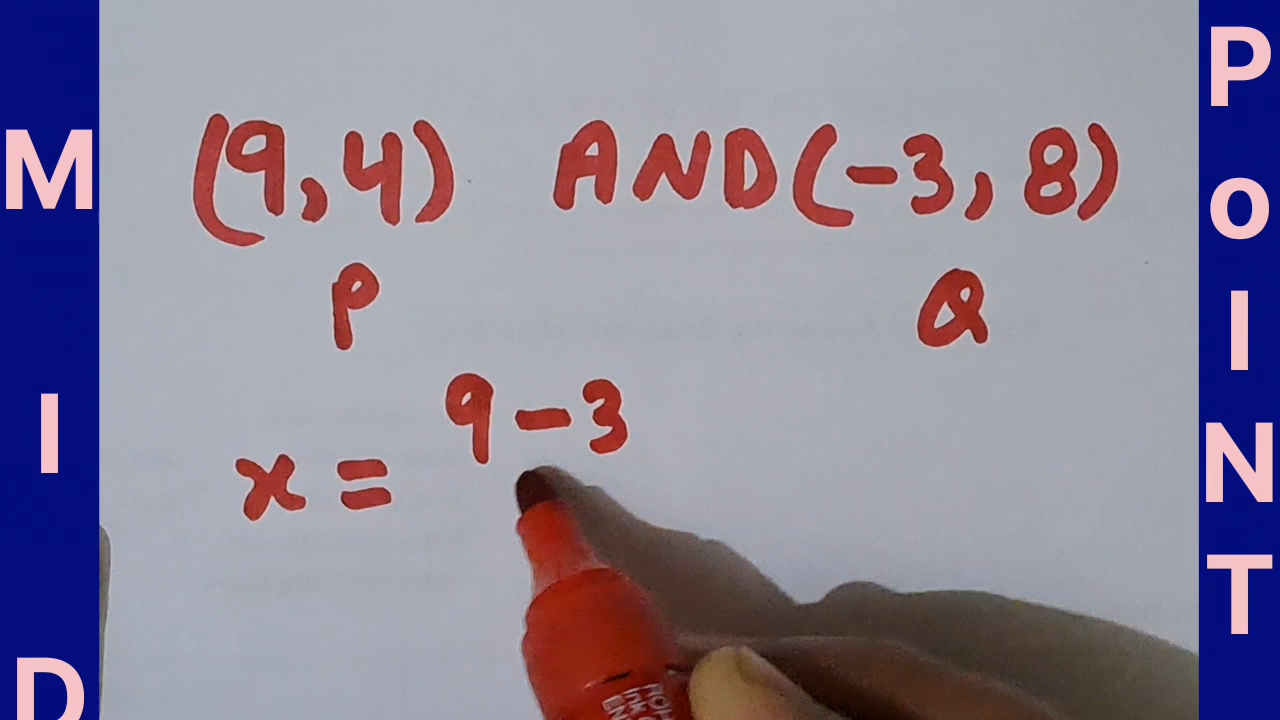 MID
PoINT
(9,4) AND (-3, 8)
P Q
x = 9 - 3